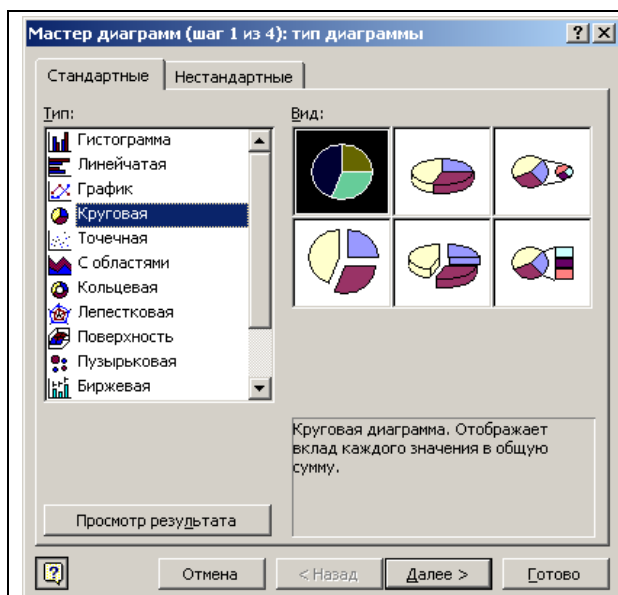 Мастер диаграмм (шаг 1 из 4): тип диаграммы
Стандартные
Нестандартные
Тип:
Гистограмма
Линейчатая
График
Круговая
Точечная
С областями
Кольцевая
Лепестковая
Поверхность
Пузырьковая
Биржевая
Вид:
Круговая диаграмма. Отображает
вклад каждого значения в общую
сумму.
Просмотр результата
Отмена
< Назад
Далее >
Готово